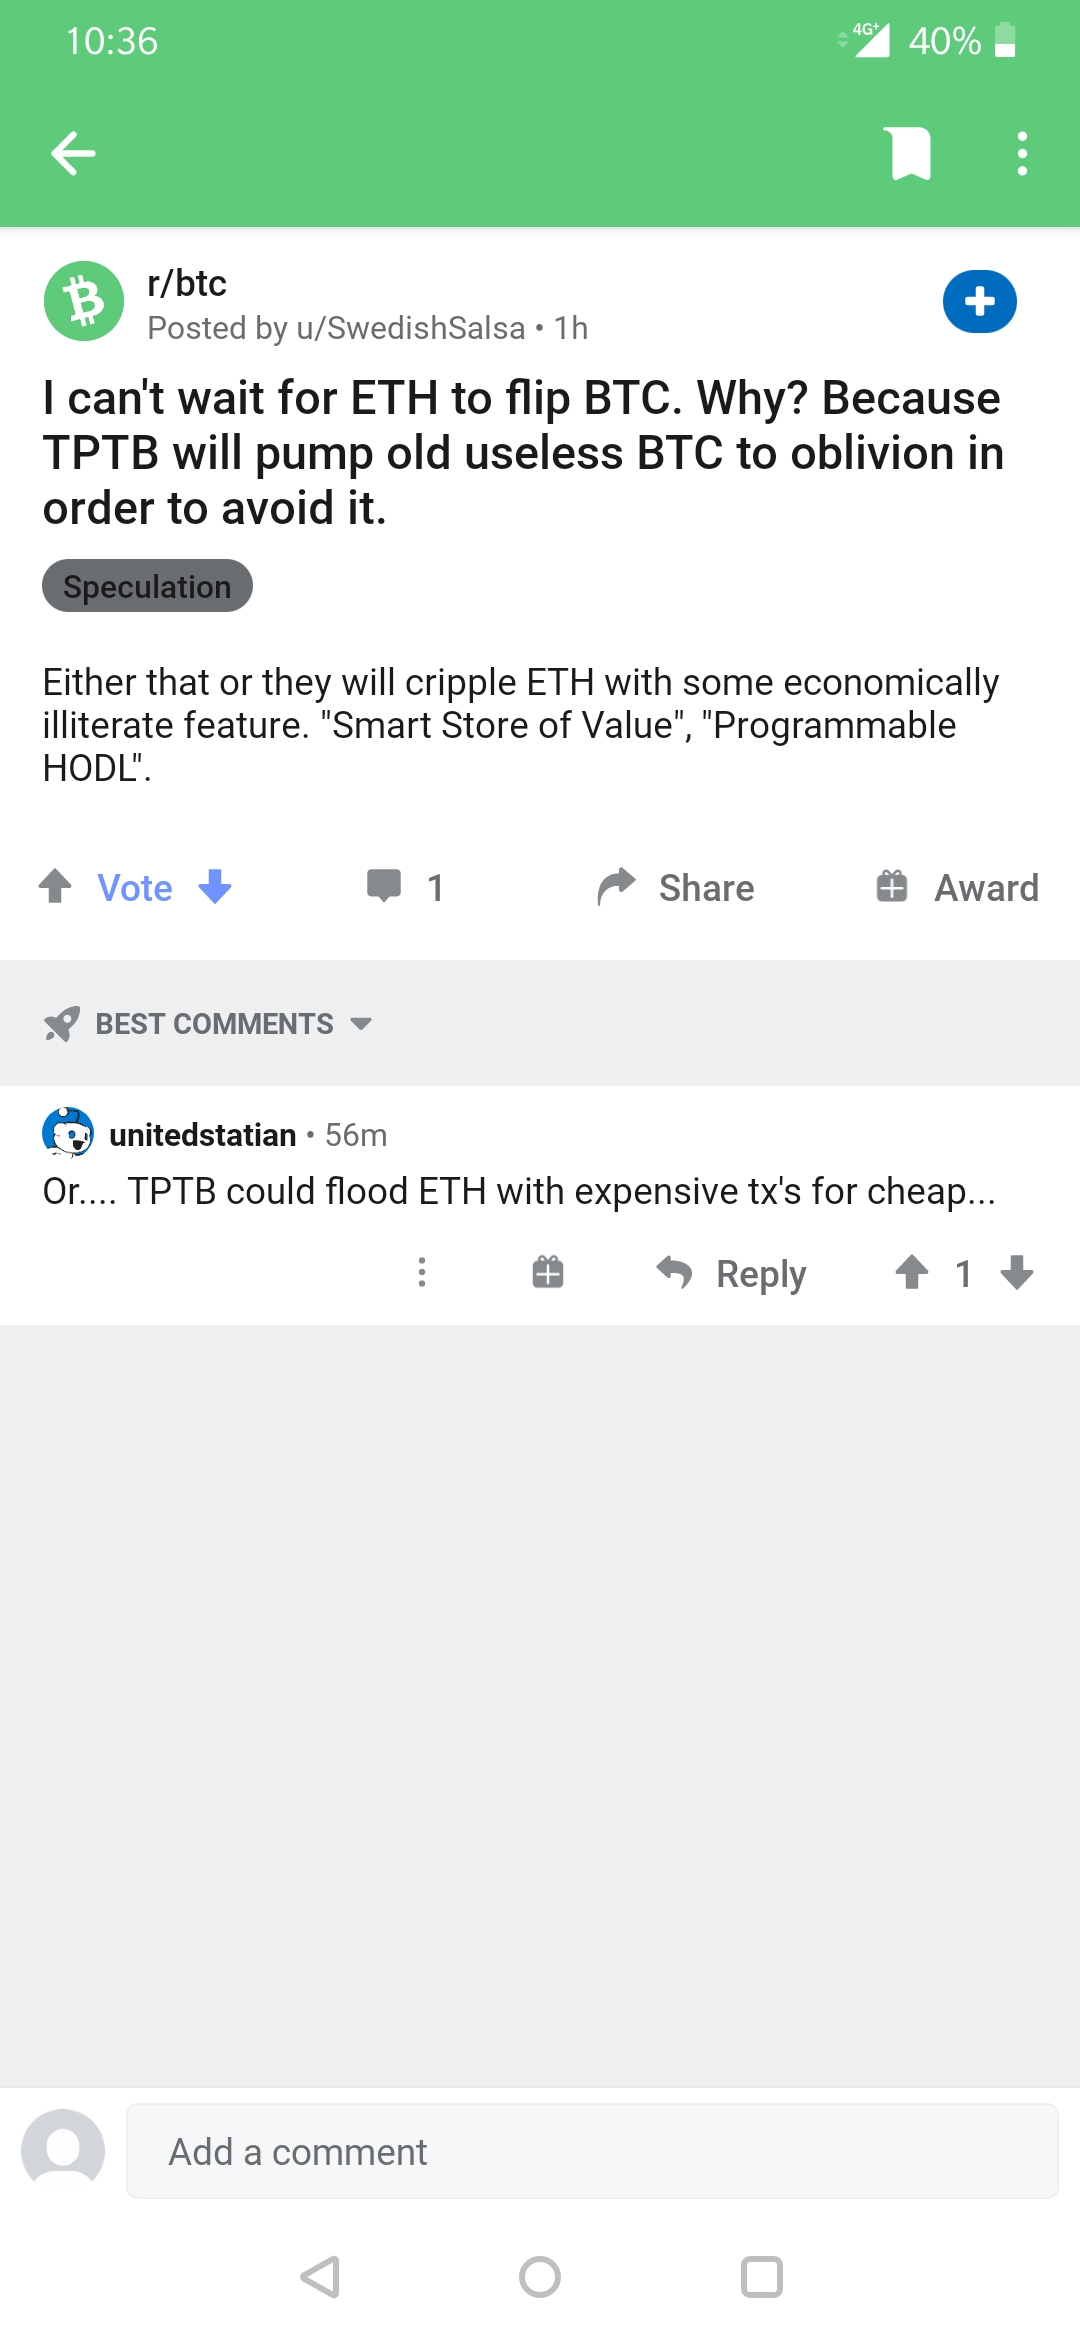 10:36
4G+ 40%
r/btc
Posted by u/SwedishSalsa • 1h
I can't wait for ETH to flip BTC. Why? Because
TPTB will pump old useless BTC to oblivion in
order to avoid it.
Speculation
Either that or they will cripple ETH with some economically
illiterate feature. "Smart Store of Value", "Programmable
HODL".
Vote 1 Share Award
BEST COMMENTS
unitedstatian • 56m
Or.... TPTB could flood ETH with expensive tx's for cheap...
Reply 1
Add a comment